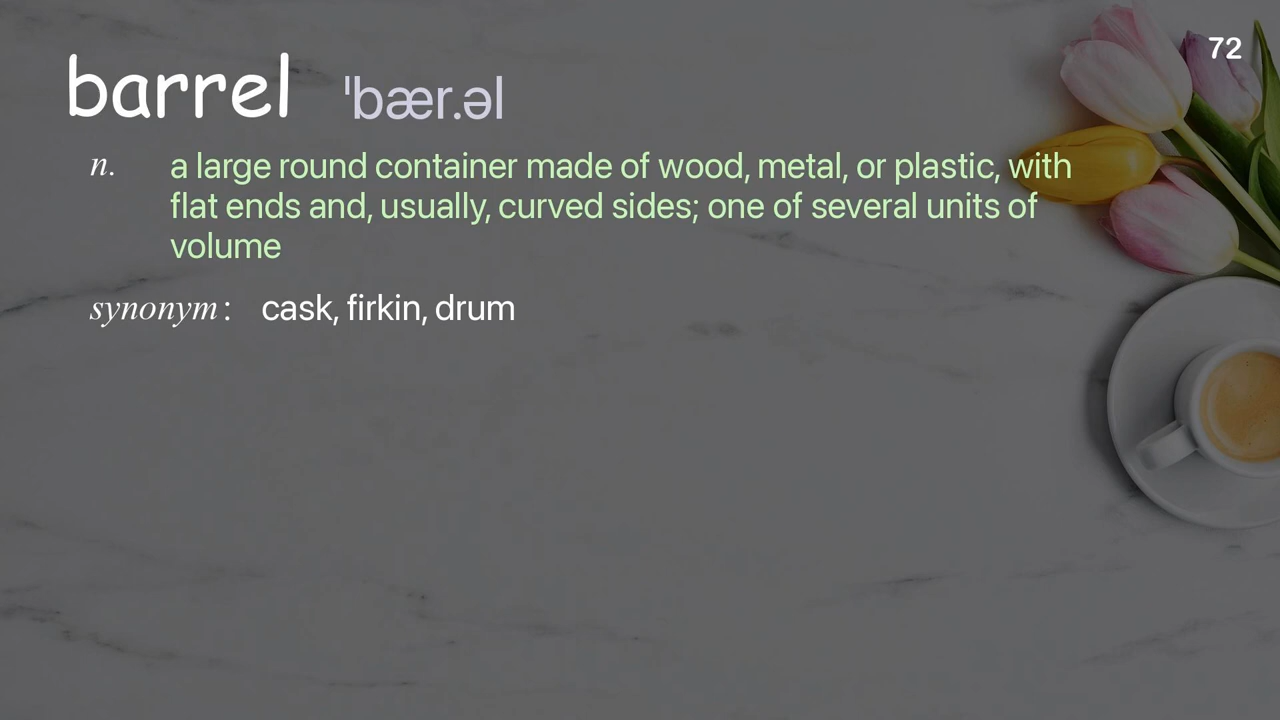 72
barrel ˈbær.əl
n. a large round container made of wood, metal, or plastic, with
flat ends and, usually, curved sides; one of several units of
volume
synonym: cask, firkin, drum